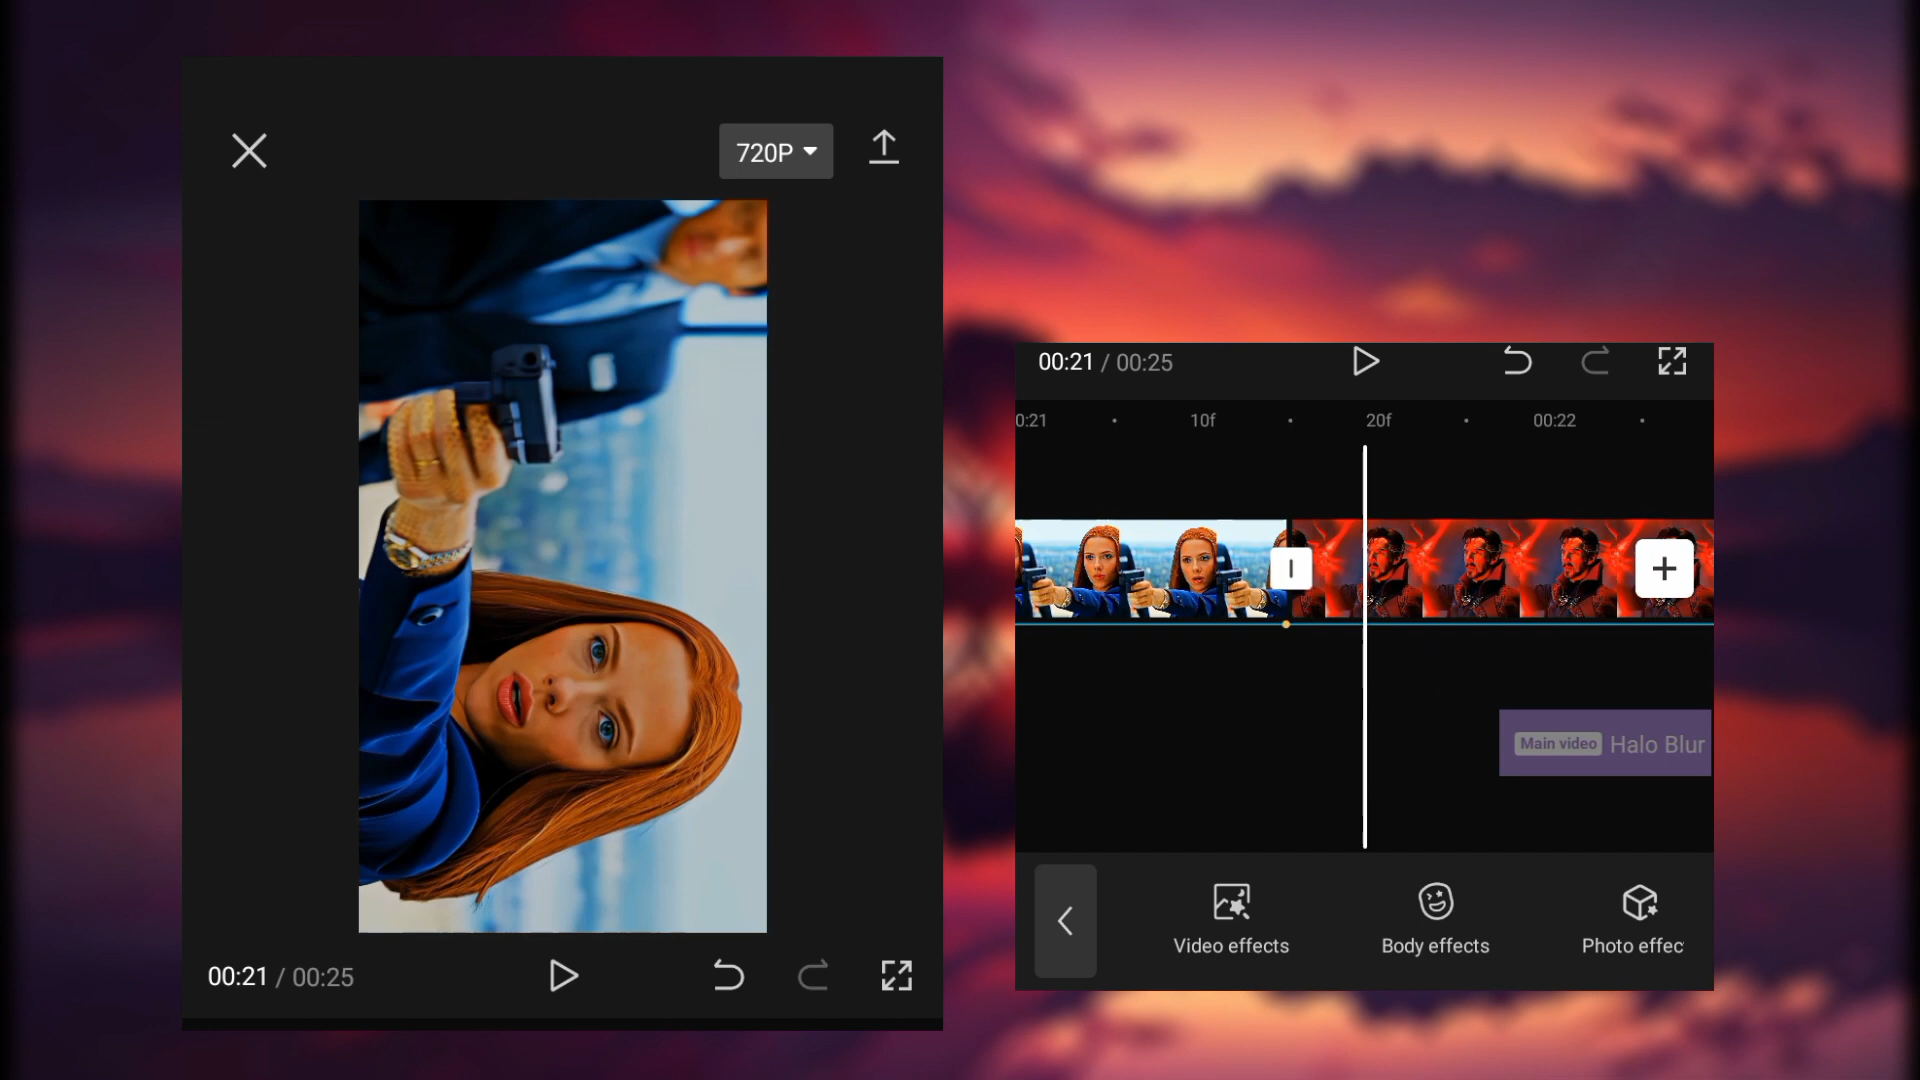 720P
00:21 / 00:25
00:21 / 00:25
0:21 10f 20f 00:22
Main video Halo Blur
Video effects Body effects Photo effec